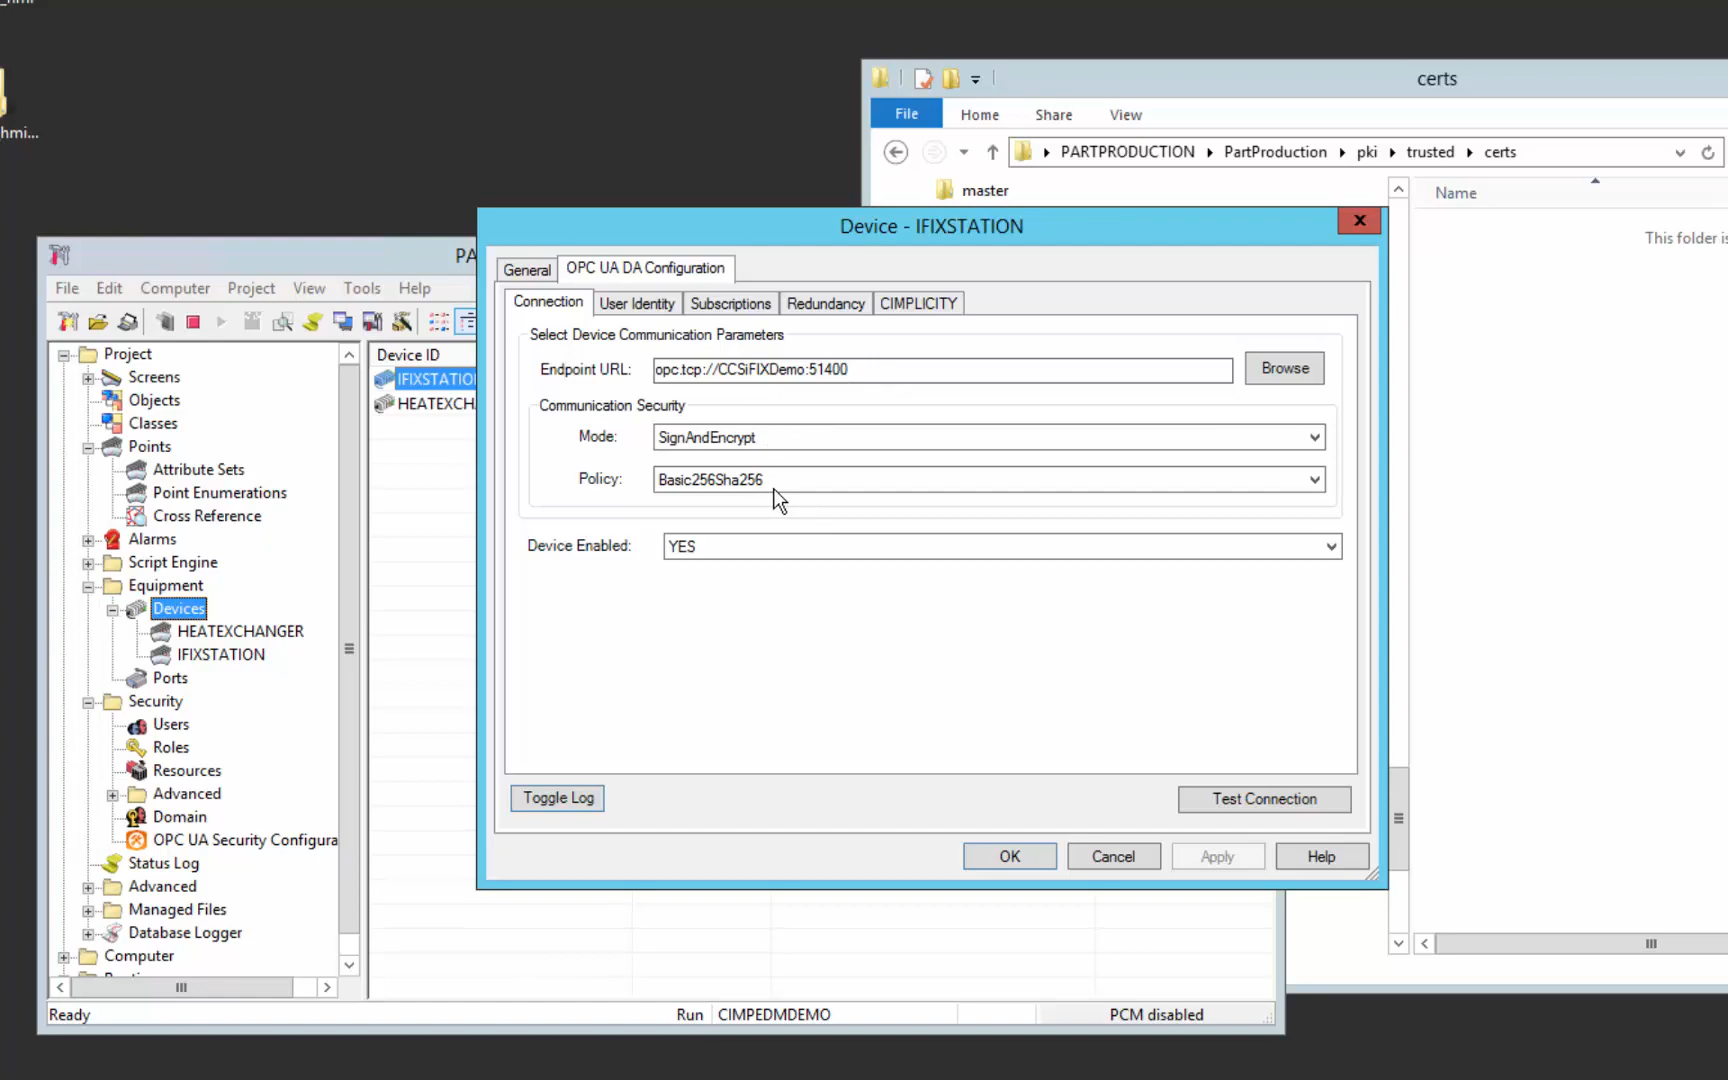 hmi...
certs
File Home Share View
PARTPRODUCTION PartProduction pki trusted certs
master
Name
This folder is
PA
File Edit Computer Project View Tools Help
Project
Screens
Objects
Classes
Points
Attribute Sets
Point Enumerations
Cross Reference
Alarms
Script Engine
Equipment
Devices
HEATEXCHANGER
IFIXSTATION
Ports
Security
Users
Roles
Resources
Advanced
Domain
OPC UA Security Configura
Status Log
Advanced
Managed Files
Database Logger
Computer
Device ID
IFIXSTATIO
HEATEXCH
Ready Run CIMPEDMDEMO PCM disabled
Device - IFIXSTATION
X
General OPC UA DA Configuration
Connection User Identity Subscriptions Redundancy CIMPLICITY
Select Device Communication Parameters
Endpoint URL: opc.tcp://CCSiFIXDemo:51400 Browse
Communication Security
Mode: SignAndEncrypt
Policy: Basic256Sha256
Device Enabled: YES
Toggle Log Test Connection
OK Cancel Apply Help